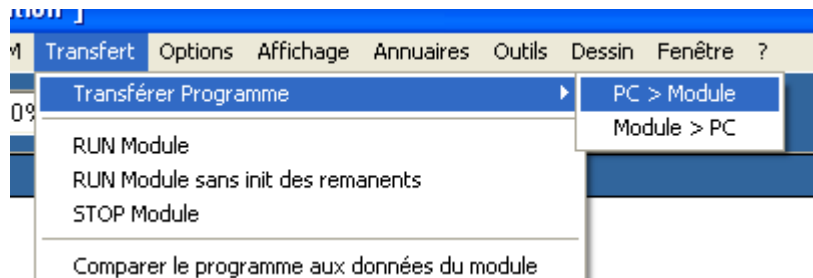 Transfert Options Affichage Annuaires Outils Dessin Fenêtre ?
Transférer Programme
PC > Module
Module > PC
RUN Module
RUN Module sans init des remanents
STOP Module
Comparer le programme aux données du module